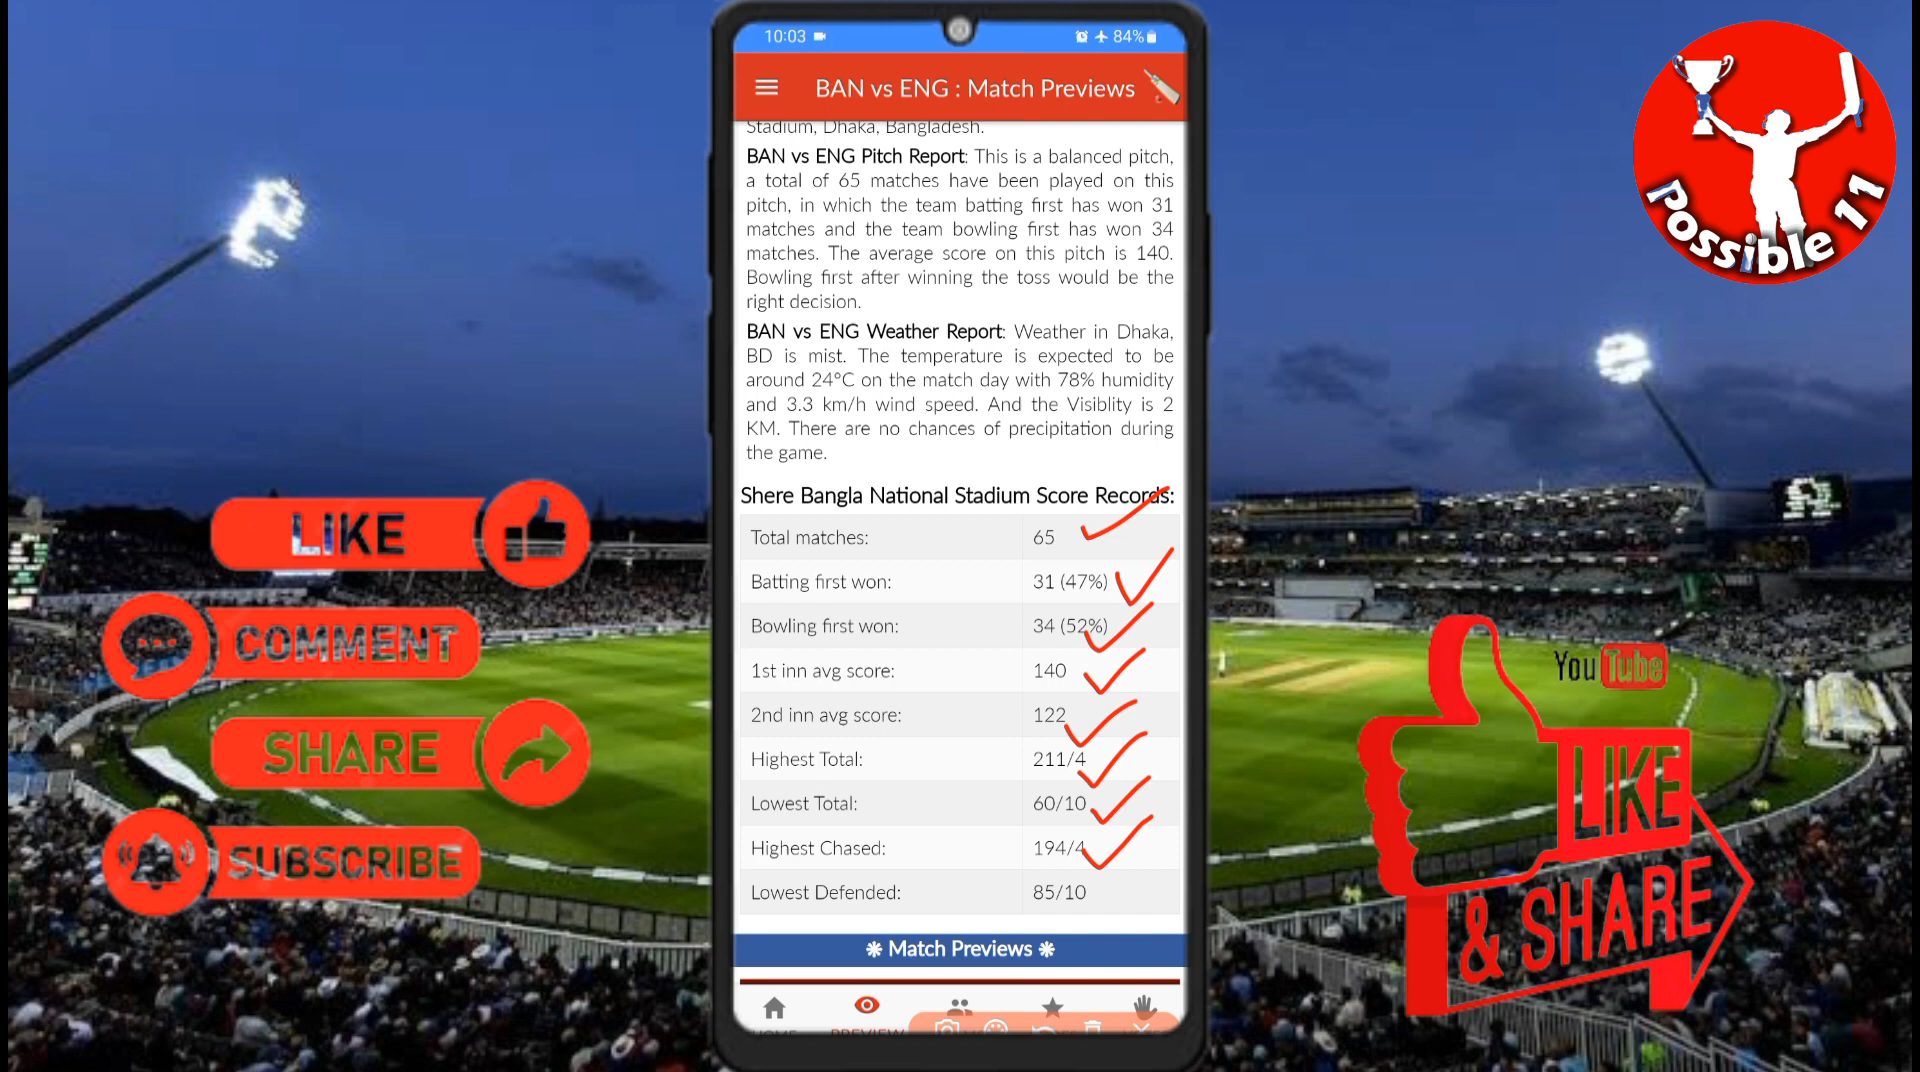 10:03
84%
BAN vs ENG : Match Previews
Stadium, Dhaka, Bangladesh.
BAN vs ENG Pitch Report: This is a balanced pitch,
a total of 65 matches have been played on this
pitch, in which the team batting first has won 31
matches and the team bowling first has won 34
matches. The average score on this pitch is 140.
Bowling first after winning the toss would be the
right decision.
BAN vs ENG Weather Report: Weather in Dhaka,
BD is mist. The temperature is expected to be
around 24°C on the match day with 78% humidity
and 3.3 km/h wind speed. And the Visiblity is 2
KM. There are no chances of precipitation during
the game.
Shere Bangla National Stadium Score Records:
Total matches: 65
Batting first won: 31 (47%)
Bowling first won: 34 (52%)
1st inn avg score: 140
2nd inn avg score: 122
Highest Total: 211/4
Lowest Total: 60/10
Highest Chased: 194/4
Lowest Defended: 85/10
Match Previews
PREVIEW
LIKE
COMMENT
SHARE
SUBSCRIBE
Possible 11
YouTube
LIKE
& SHARE